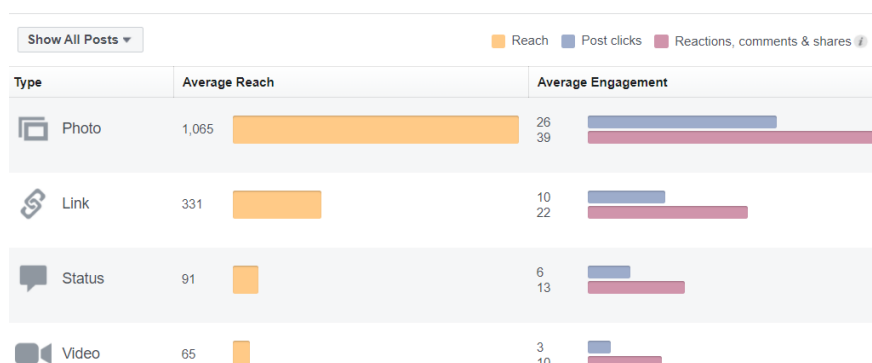 Show All Posts
Reach Post clicks Reactions, comments & shares i
Type Average Reach Average Engagement
Photo 1,065 26
39
Link 331 10
22
Status 91 6
13
Video 65 3
10